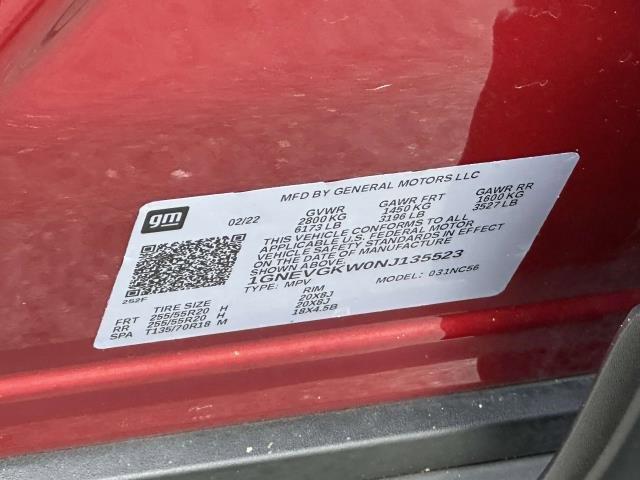 MFD BY GENERAL MOTORS LLC
gm
02/22
GVWR GAWR FRT GAWR RR
2800 KG 1450 KG 1600 KG
6173 LB 3196 LB 3527 LB
THIS VEHICLE CONFORMS TO ALL
APPLICABLE U.S. FEDERAL MOTOR
VEHICLE SAFETY STANDARDS IN EFFECT
ON THE DATE OF MANUFACTURE
SHOWN ABOVE.
1GNEVGKW0NJ135523
TYPE: MPV MODEL: 031NC56
252F
TIRE SIZE RIM
FRT 255/55R20 H 20X8J
RR 255/55R20 H 20X8J
SPA T135/70R18 M 18X4.5B